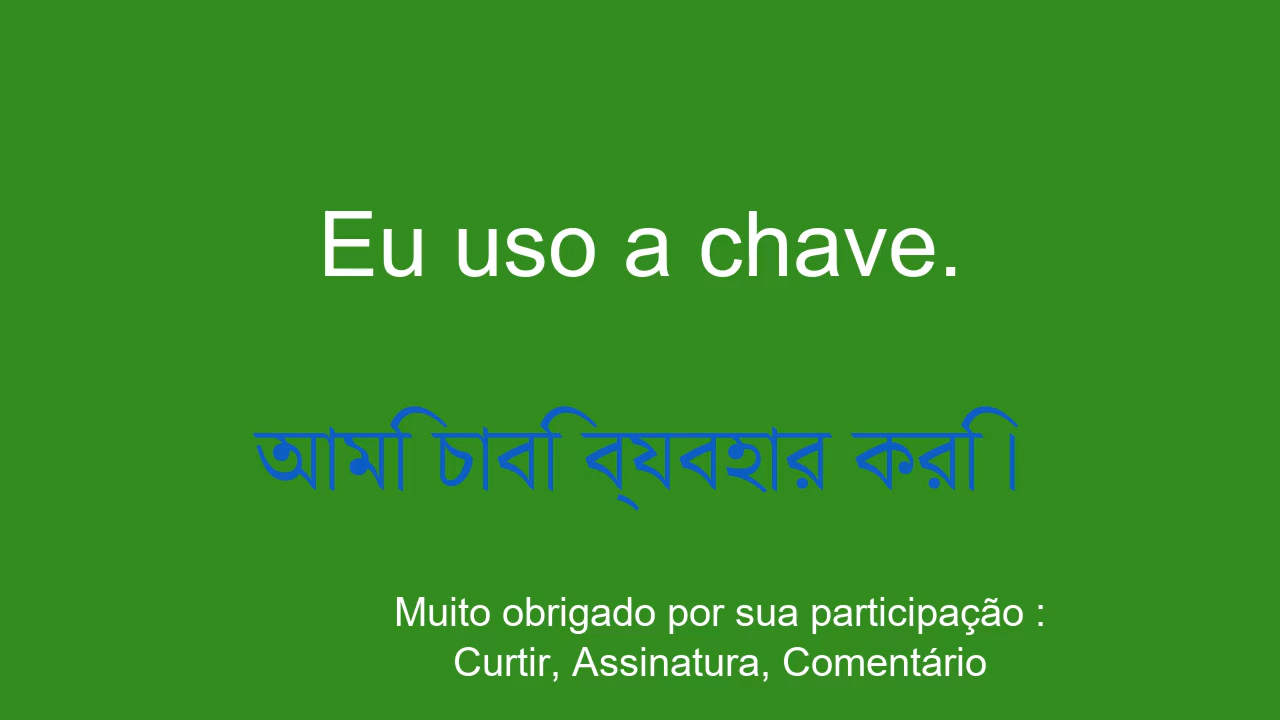 Eu uso a chave.
আমি চাবি ব্যবহার করি।
Muito obrigado por sua participação :
Curtir, Assinatura, Comentário